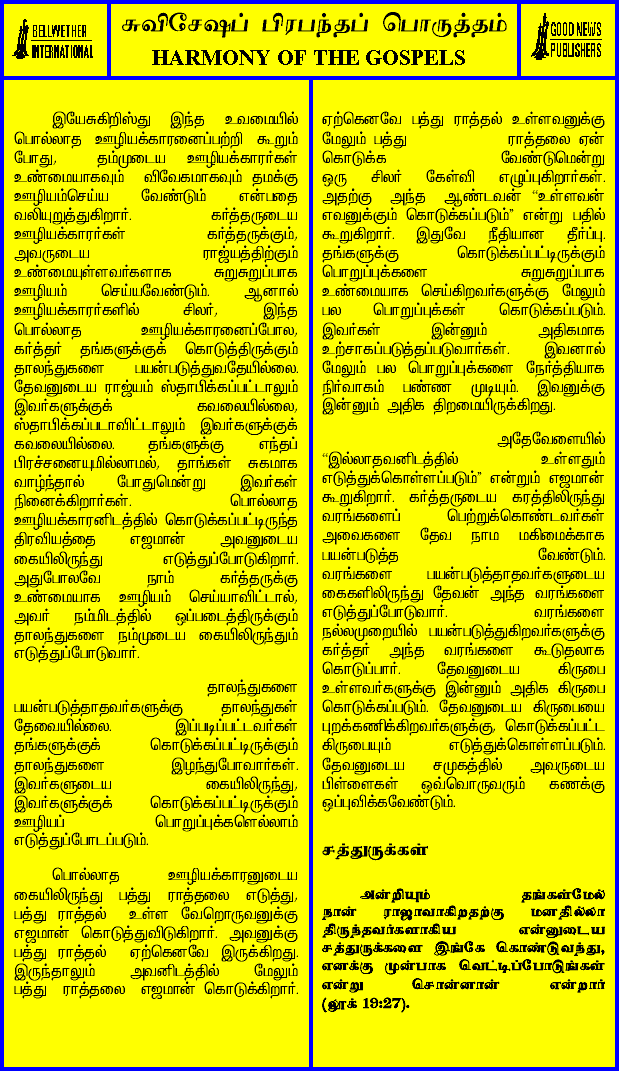 BELLWETHER
INTERNATIONAL
சுவிசேஷப் பிரபந்தப் பொருத்தம்
HARMONY OF THE GOSPELS
GOOD NEWS
PUBLISHERS
இயேசுகிறிஸ்து இந்த உவமையில்
பொல்லாத ஊழியக்காரனைப்பற்றி கூறும்
போது, தம்முடைய ஊழியக்காரர்கள்
உண்மையாகவும் விவேகமாகவும் தமக்கு
ஊழியம்செய்ய வேண்டும் என்பதை
வலியுறுத்துகிறார். கர்த்தருடைய
ஊழியக்காரர்கள் கர்த்தருக்கும்,
அவருடைய ராஜ்யத்திற்கும்
உண்மையுள்ளவர்களாக சுறுசுறுப்பாக
ஊழியம் செய்யவேண்டும். ஆனால்
ஊழியக்காரர்களில் சிலர், இந்த
பொல்லாத ஊழியக்காரனைப்போல,
கர்த்தர் தங்களுக்குக் கொடுத்திருக்கும்
தாலந்துகளை பயன்படுத்துவதேயில்லை.
தேவனுடைய ராஜ்யம் ஸ்தாபிக்கப்பட்டாலும்
இவர்களுக்குக் கவலையில்லை,
ஸ்தாபிக்கப்படாவிட்டாலும் இவர்களுக்குக்
கவலையில்லை. தங்களுக்கு எந்தப்
பிரச்சனையுமில்லாமல், தாங்கள் சுகமாக
வாழ்ந்தால் போதுமென்று இவர்கள்
நினைக்கிறார்கள். பொல்லாத
ஊழியக்காரனிடத்தில் கொடுக்கப்பட்டிருந்த
திரவியத்தை எஜமான் அவனுடைய
கையிலிருந்து எடுத்துப்போடுகிறார்.
அதுபோலவே நாம் கர்த்தருக்கு
உண்மையாக ஊழியம் செய்யாவிட்டால்,
அவர் நம்மிடத்தில் ஒப்படைத்திருக்கும்
தாலந்துகளை நம்முடைய கையிலிருந்தும்
எடுத்துப்போடுவார்.
தாலந்துகளை
பயன்படுத்தாதவர்களுக்கு தாலந்துகள்
தேவையில்லை. இப்படிப்பட்டவர்கள்
தங்களுக்குக் கொடுக்கப்பட்டிருக்கும்
தாலந்துகளை இழந்துபோவார்கள்.
இவர்களுடைய கையிலிருந்து,
இவர்களுக்குக் கொடுக்கப்பட்டிருக்கும்
ஊழியப் பொறுப்புக்களெல்லாம்
எடுத்துப்போடப்படும்.
பொல்லாத ஊழியக்காரனுடைய
கையிலிருந்து பத்து ராத்தலை எடுத்து,
பத்து ராத்தல் உள்ள வேறொருவனுக்கு
எஜமான் கொடுத்துவிடுகிறார். அவனுக்கு
பத்து ராத்தல் ஏற்கெனவே இருக்கிறது.
இருந்தாலும் அவனிடத்தில் மேலும்
பத்து ராத்தலை எஜமான் கொடுக்கிறார்.
ஏற்கெனவே பத்து ராத்தல் உள்ளவனுக்கு
மேலும் பத்து ராத்தலை ஏன்
கொடுக்க வேண்டுமென்று
ஒரு சிலர் கேள்வி எழுப்புகிறார்கள்.
அதற்கு அந்த ஆண்டவன் “உள்ளவன்
எவனுக்கும் கொடுக்கப்படும்” என்று பதில்
கூறுகிறார். இதுவே நீதியான தீர்ப்பு.
தங்களுக்கு கொடுக்கப்பட்டிருக்கும்
பொறுப்புக்களை சுறுசுறுப்பாக
உண்மையாக செய்கிறவர்களுக்கு மேலும்
பல பொறுப்புக்கள் கொடுக்கப்படும்.
இவர்கள் இன்னும் அதிகமாக
உற்சாகப்படுத்தப்படுவார்கள். இவனால்
மேலும் பல பொறுப்புக்களை நேர்த்தியாக
நிர்வாகம் பண்ண முடியும். இவனுக்கு
இன்னும் அதிக திறமையிருக்கிறது.
அதேவேளையில்
“இல்லாதவனிடத்தில் உள்ளதும்
எடுத்துக்கொள்ளப்படும்” என்றும் எஜமான்
கூறுகிறார். கர்த்தருடைய கரத்திலிருந்து
வரங்களைப் பெற்றுக்கொண்டவர்கள்
அவைகளை தேவ நாம மகிமைக்காக
பயன்படுத்த வேண்டும்.
வரங்களை பயன்படுத்தாதவர்களுடைய
கைகளிலிருந்து தேவன் அந்த வரங்களை
எடுத்துப்போடுவார். வரங்களை
நல்லமுறையில் பயன்படுத்துகிறவர்களுக்கு
கர்த்தர் அந்த வரங்களை கூடுதலாக
கொடுப்பார். தேவனுடைய கிருபை
உள்ளவர்களுக்கு இன்னும் அதிக கிருபை
கொடுக்கப்படும். தேவனுடைய கிருபையை
புறக்கணிக்கிறவர்களுக்கு, கொடுக்கப்பட்ட
கிருபையும் எடுத்துக்கொள்ளப்படும்.
தேவனுடைய சமுகத்தில் அவருடைய
பிள்ளைகள் ஒவ்வொருவரும் கணக்கு
ஒப்புவிக்கவேண்டும்.
சத்துருக்கள்
அன்றியும் தங்கள்மேல்
நான் ராஜாவாகிறதற்கு மனதில்லா
திருந்தவர்களாகிய என்னுடைய
சத்துருக்களை இங்கே கொண்டுவந்து,
எனக்கு முன்பாக வெட்டிப்போடுங்கள்
என்று சொன்னான் என்றார்
(லூக் 19:27).